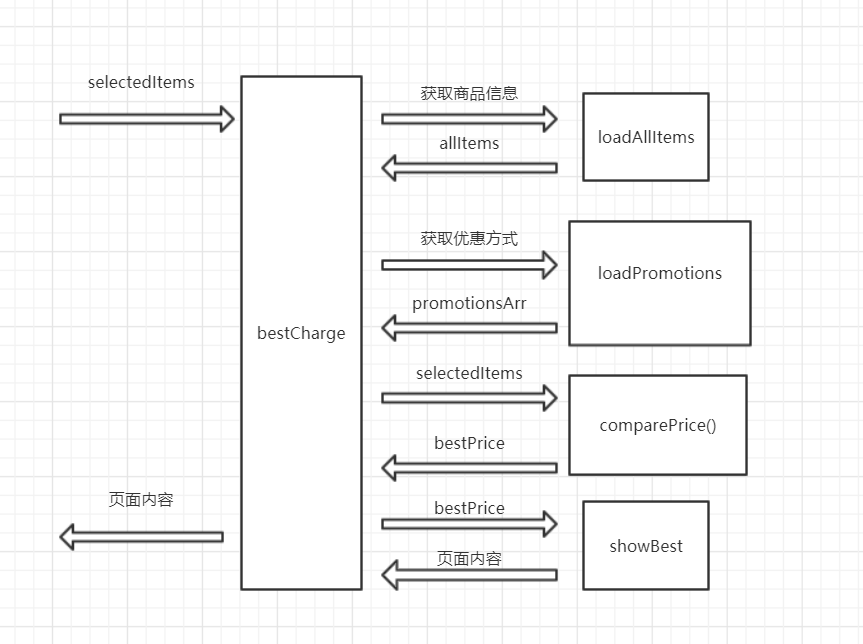 selectedItems
获取商品信息
allItems
loadAllItems
获取优惠方式
loadPromotions
promotionsArr
bestCharge
selectedItems
comparePrice()
bestPrice
页面内容
bestPrice
showBest
页面内容